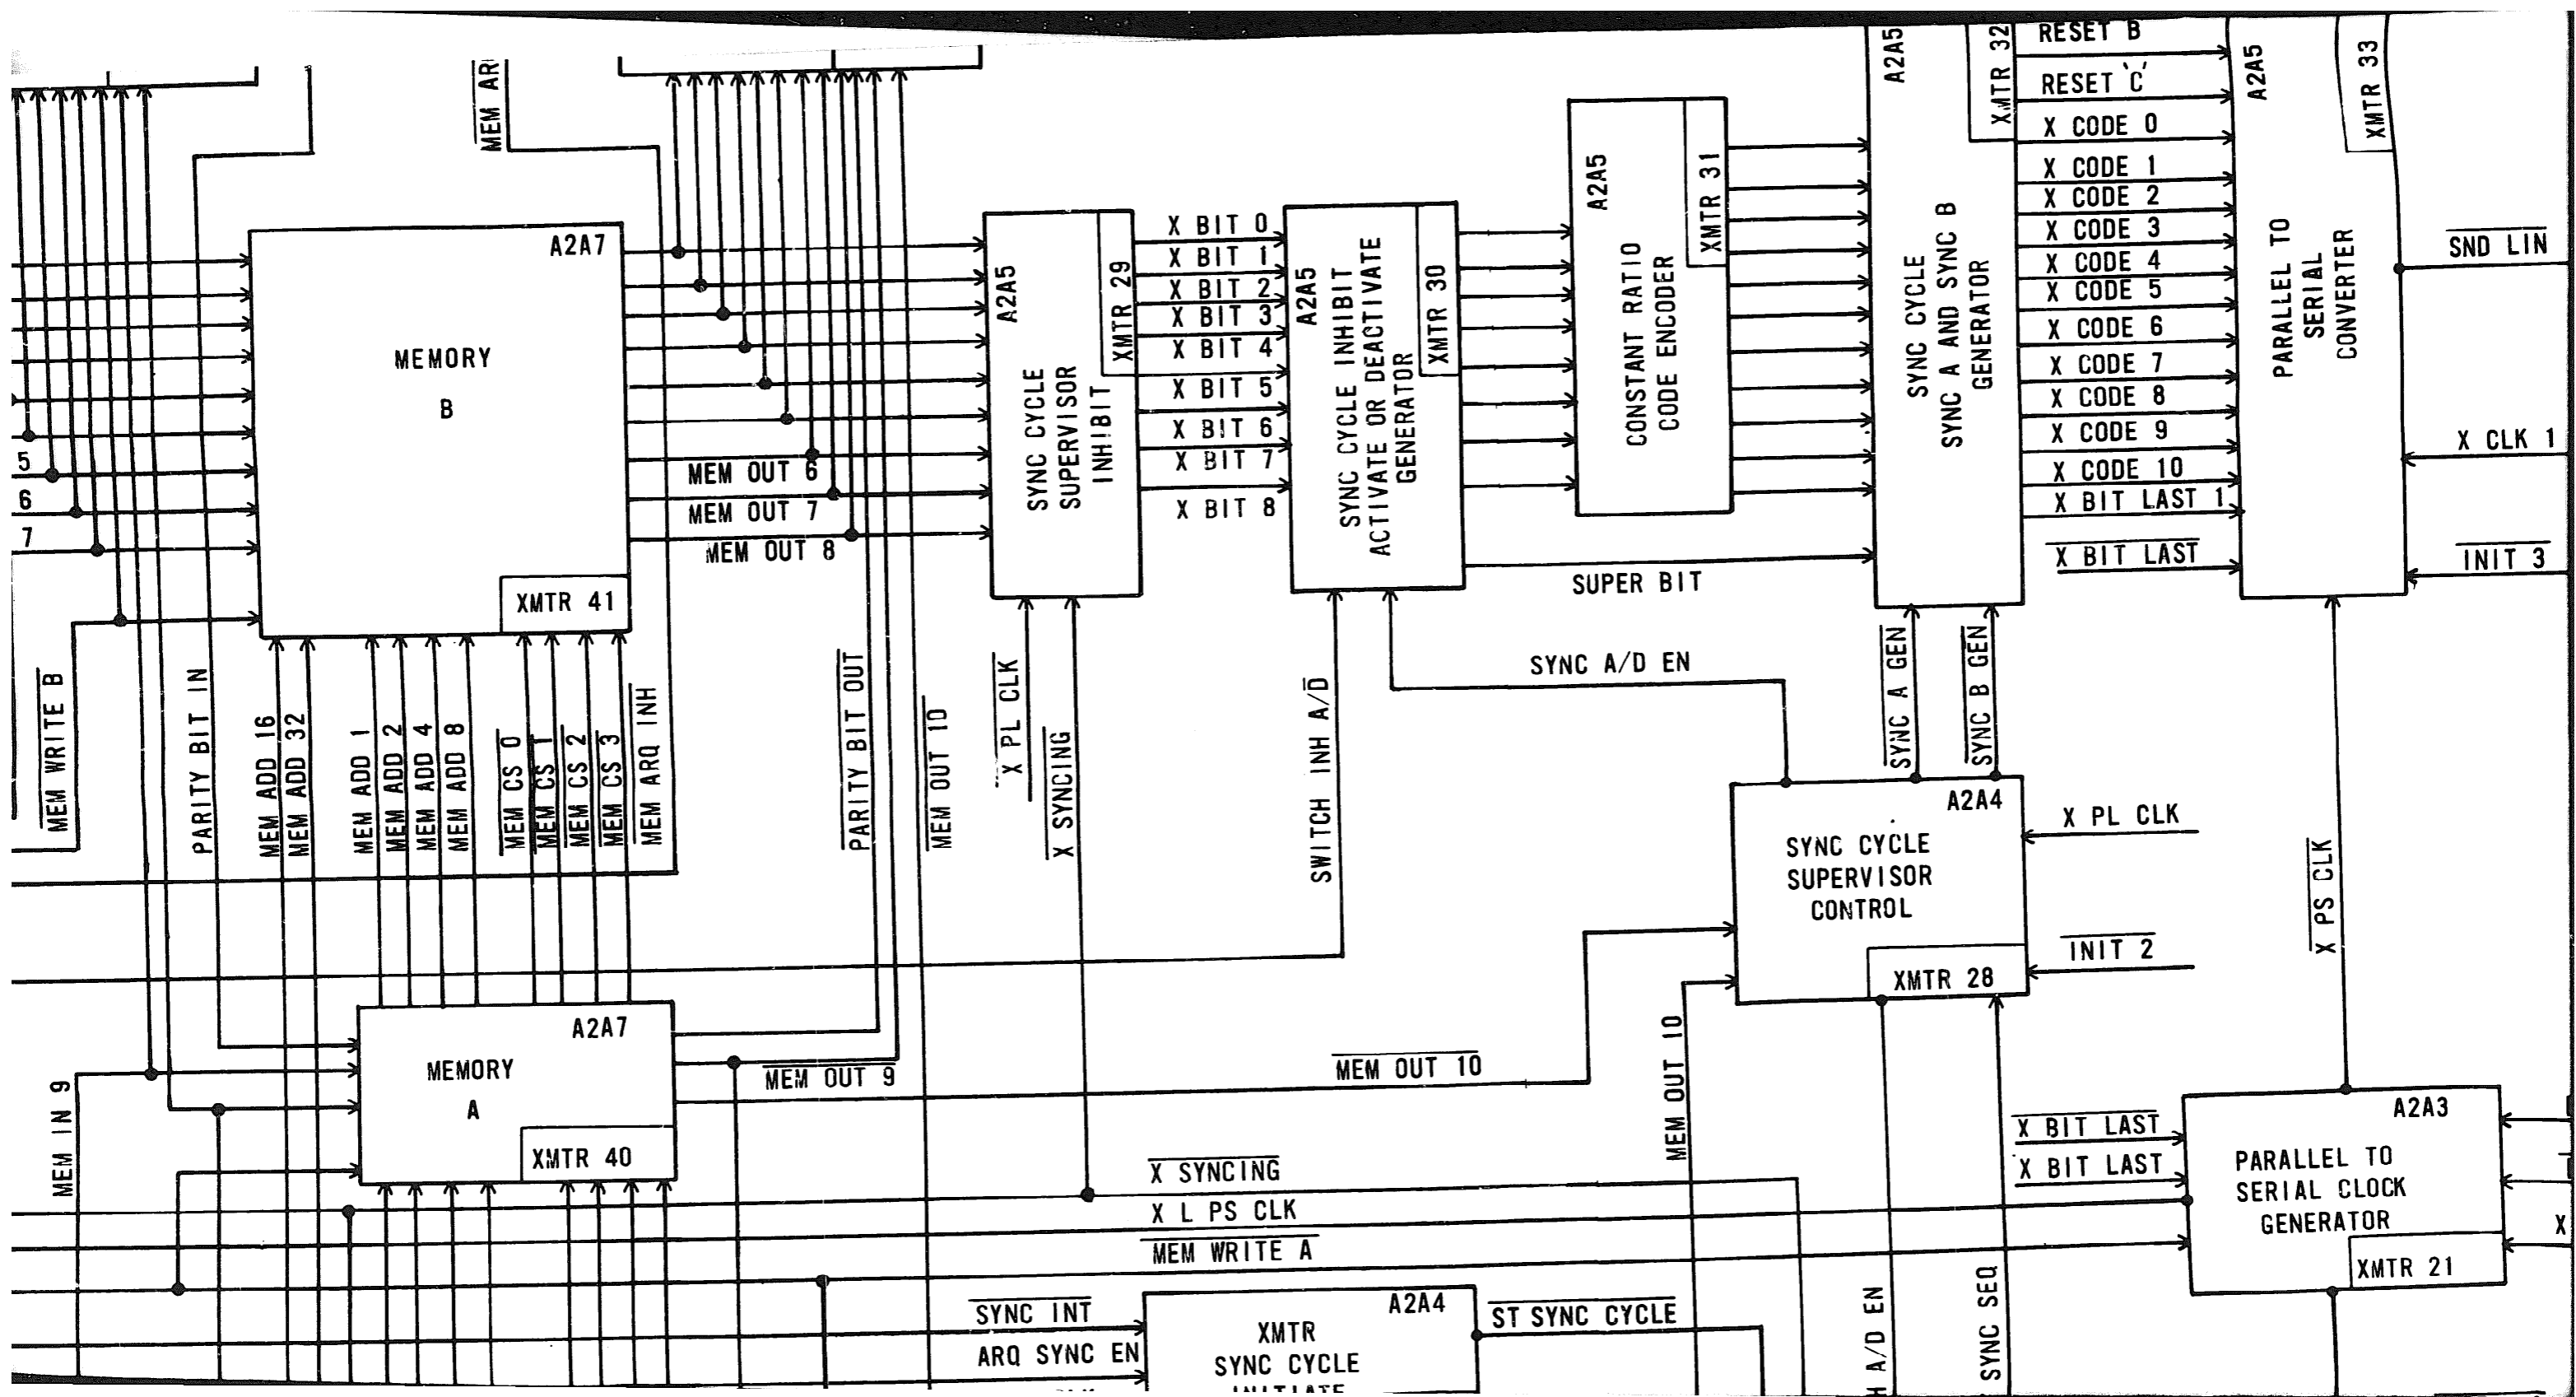 MEM AR
A2A5
XMTR 32
RESET B
RESET 'C'
X CODE 0
X CODE 1
X CODE 2
X CODE 3
X CODE 4
X CODE 5
X CODE 6
X CODE 7
X CODE 8
X CODE 9
X CODE 10
X BIT LAST 1
X BIT LAST
A2A5
XMTR 33
PARALLEL TO
SERIAL
CONVERTER
SND LIN
X CLK 1
INIT 3
SYNC CYCLE
SYNC A AND SYNC B
GENERATOR
A2A5
XMTR 31
CONSTANT RATIO
CODE ENCODER
A2A7
MEMORY
B
XMTR 41
5
6
7
MEM OUT 6
MEM OUT 7
MEM OUT 8
A2A5
XMTR 29
SYNC CYCLE
SUPERVISOR
INHIBIT
X BIT 0
X BIT 1
X BIT 2
X BIT 3
X BIT 4
X BIT 5
X BIT 6
X BIT 7
X BIT 8
A2A5
XMTR 30
SYNC CYCLE INHIBIT
ACTIVATE OR DEACTIVATE
GENERATOR
SUPER BIT
MEM WRITE B
PARITY BIT IN
MEM ADD 16
MEM ADD 32
MEM ADD 1
MEM ADD 2
MEM ADD 4
MEM ADD 8
MEM CS 0
MEM CS 1
MEM CS 2
MEM CS 3
MEM ARQ INH
PARITY BIT OUT
MEM OUT 10
X PL CLK
X SYNCING
SWITCH INH A/D
SYNC A/D EN
SYNC A GEN
SYNC B GEN
A2A4
SYNC CYCLE
SUPERVISOR
CONTROL
XMTR 28
X PL CLK
INIT 2
X PS CLK
A2A7
MEMORY
A
XMTR 40
MEM IN 9
MEM OUT 9
MEM OUT 10
MEM OUT 10
X SYNCING
X L PS CLK
MEM WRITE A
X BIT LAST
X BIT LAST
A2A3
PARALLEL TO
SERIAL CLOCK
GENERATOR
XMTR 21
X
SYNC INT
ARQ SYNC EN
A2A4
XMTR
SYNC CYCLE
INITIATE
ST SYNC CYCLE
H A/D EN
SYNC SEQ